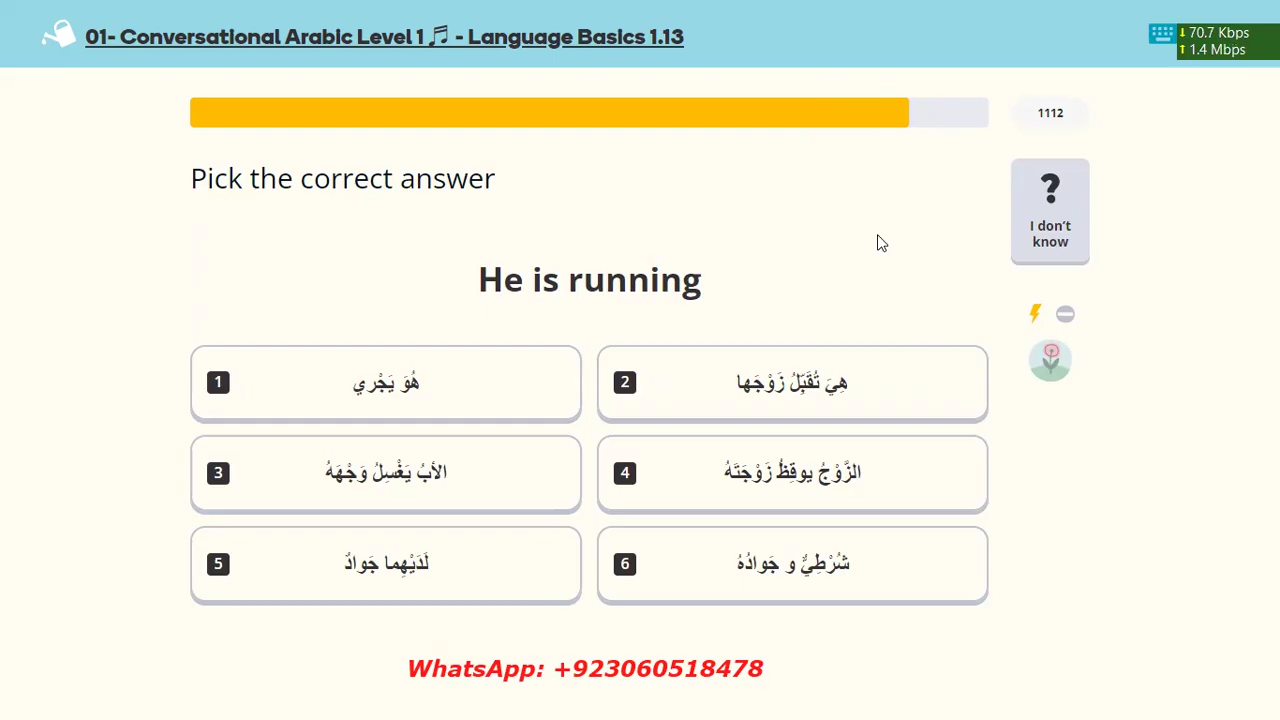 01- Conversational Arabic Level 1🎵 - Language Basics 1.13
70.7 Kbps
1.4 Mbps
1112
Pick the correct answer
?
I don't
know
He is running
1 هُوَ يَجْري
2 هِيَ تُقَبِّلُ زَوْجَها
3 الأبُ يَغْسِلُ وَجْهَهُ
4 الزَّوْجُ يوقِظُ زَوْجَتَهُ
5 لَدَيْهِما جَوادٌ
6 شُرْطِيٌّ و جَوادُهُ
WhatsApp: +923060518478